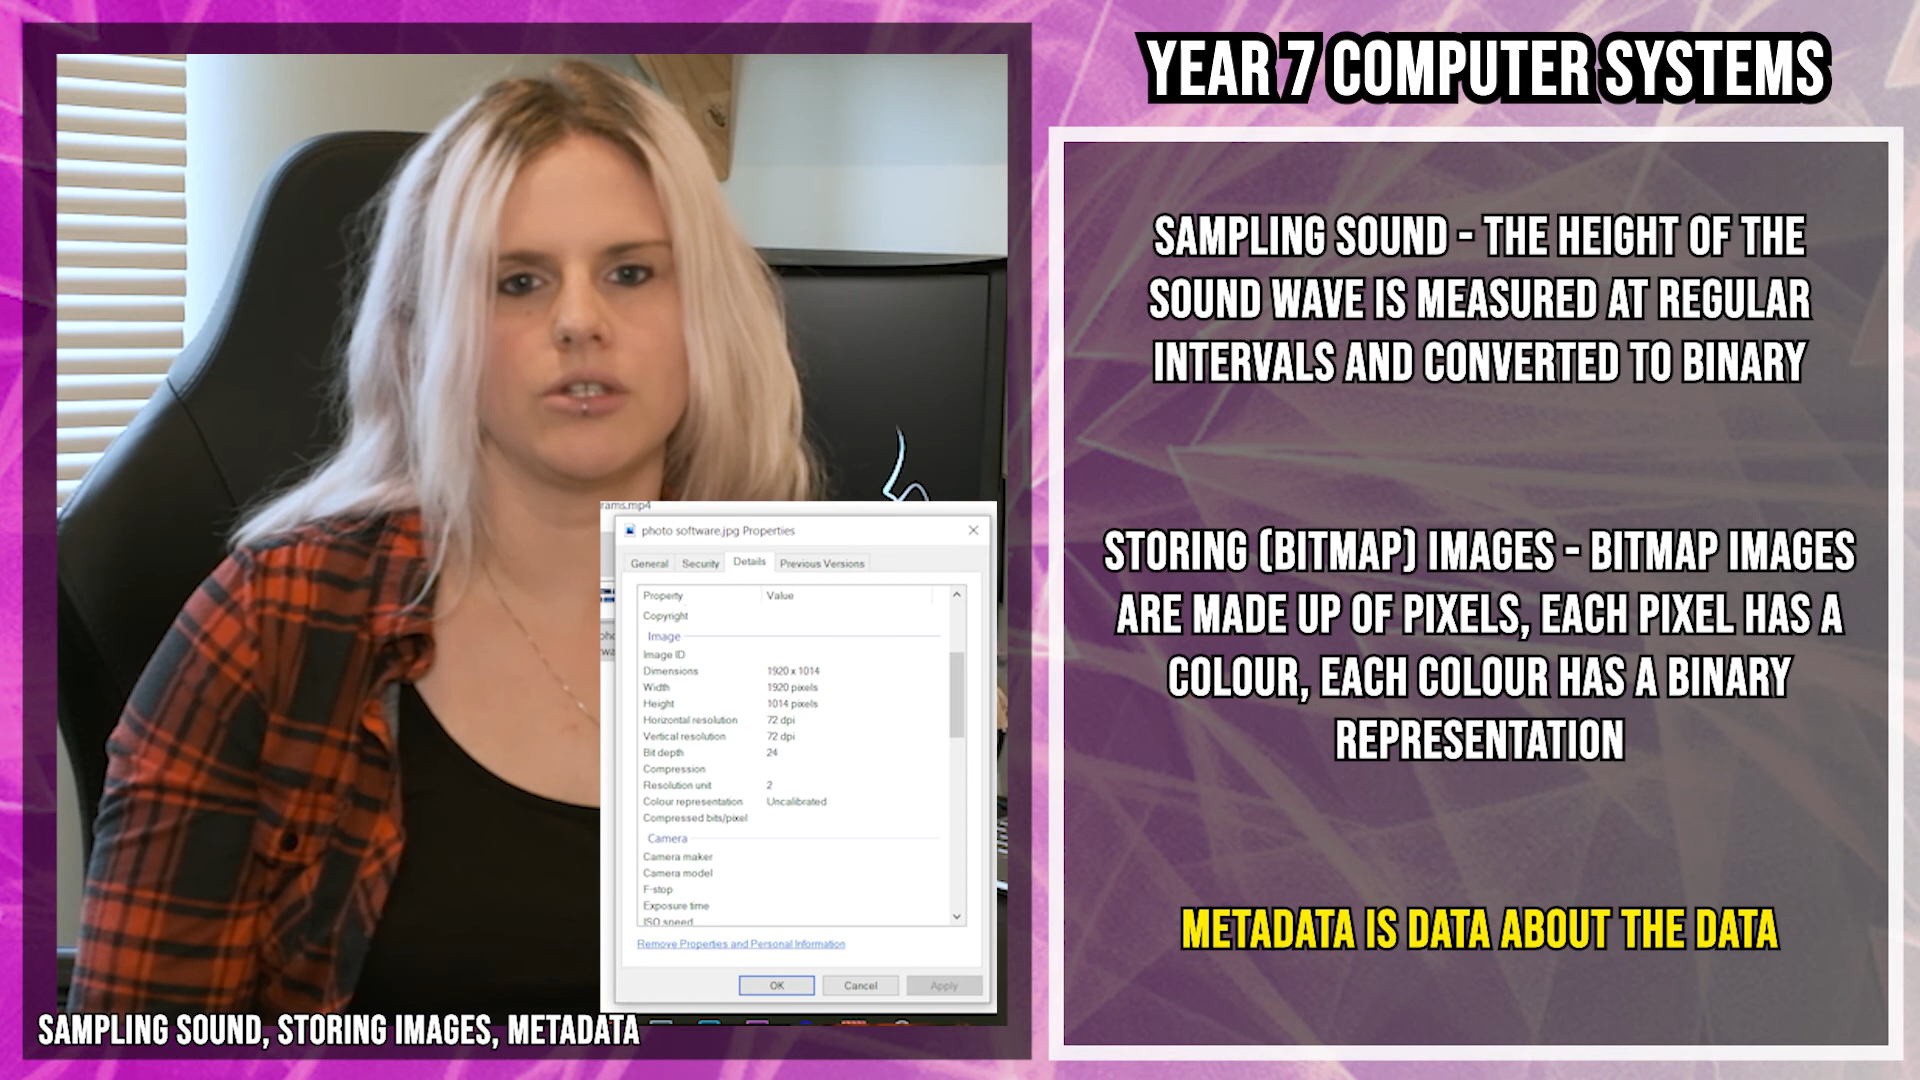 YEAR 7 COMPUTER SYSTEMS
SAMPLING SOUND - THE HEIGHT OF THE
SOUND WAVE IS MEASURED AT REGULAR
INTERVALS AND CONVERTED TO BINARY
STORING (BITMAP) IMAGES - BITMAP IMAGES
ARE MADE UP OF PIXELS, EACH PIXEL HAS A
COLOUR, EACH COLOUR HAS A BINARY
REPRESENTATION
METADATA IS DATA ABOUT THE DATA
rams.mp4
photo software.jpg Properties
General Security Details Previous Versions
Property Value
Copyright
Image
Image ID
Dimensions 1920 x 1014
Width 1920 pixels
Height 1014 pixels
Horizontal resolution 72 dpi
Vertical resolution 72 dpi
Bit depth 24
Compression
Resolution unit 2
Colour representation Uncalibrated
Compressed bits/pixel
Camera
Camera maker
Camera model
F-stop
Exposure time
ISO speed
Remove Properties and Personal Information
OK Cancel Apply
SAMPLING SOUND, STORING IMAGES, METADATA